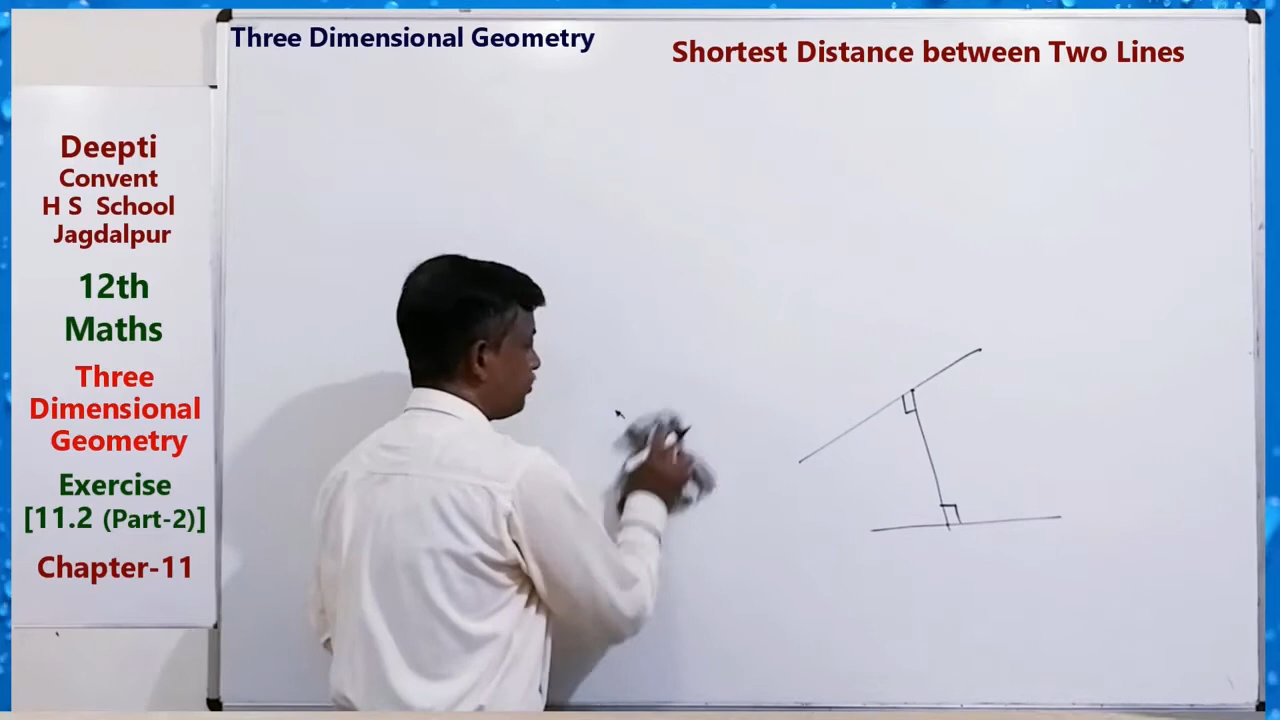 Three Dimensional Geometry
Shortest Distance between Two Lines
Deepti
Convent
H S School
Jagdalpur
12th
Maths
Three
Dimensional
Geometry
Exercise
[11.2 (Part-2)]
Chapter-11